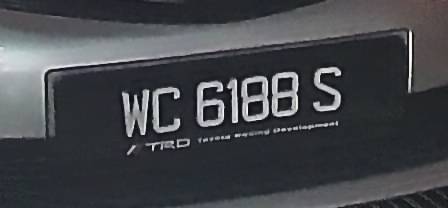 WC 6188 S
TRD Toyota Racing Development